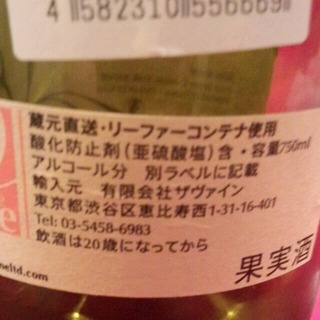 4 582310 556669
蔵元直送・リーファーコンテナ使用
酸化防止剤(亜硫酸塩)含・容量750ml
アルコール分 別ラベルに記載
輸入元 有限会社ザヴァイン
東京都渋谷区恵比寿西1-31-16-401
Tel: 03-5458-6983
飲酒は20歳になってから
eltd.com
果実酒